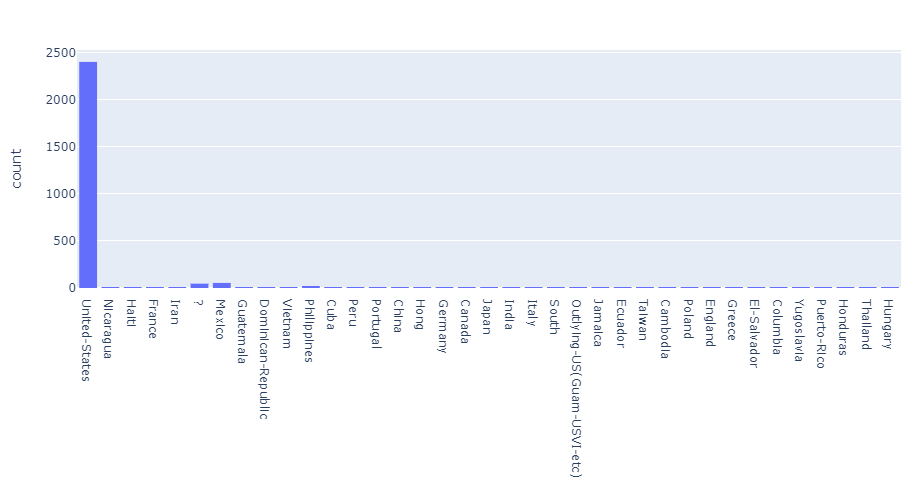 2500
2000
1500
1000
500
0
count
United-States
Nicaragua
Haiti
France
Iran
?
Mexico
Guatemala
Dominican-Republic
Vietnam
Philippines
Cuba
Peru
Portugal
China
Hong
Germany
Canada
Japan
India
Italy
South
Outlying-US(Guam-USVI-etc)
Jamaica
Ecuador
Taiwan
Cambodia
Poland
England
Greece
El-Salvador
Columbia
Yugoslavia
Puerto-Rico
Honduras
Thailand
Hungary